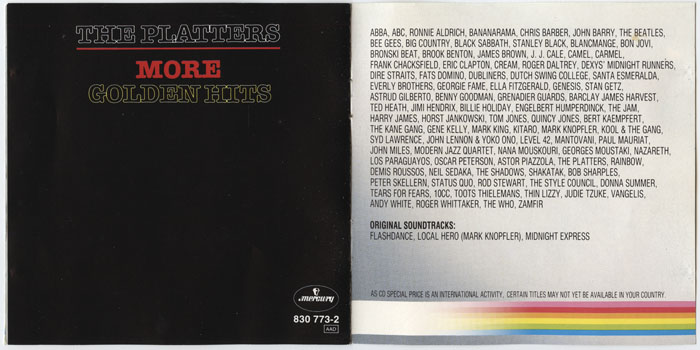 THE PLATTERS
MORE
GOLDEN HITS
mercury
830 773-2
AAD
ABBA, ABC, RONNIE ALDRICH, BANANARAMA, CHRIS BARBER, JOHN BARRY, THE BEATLES,
BEE GEES, BIG COUNTRY, BLACK SABBATH, STANLEY BLACK, BLANCMANGE, BON JOVI,
BRONSKI BEAT, BROOK BENTON, JAMES BROWN, J. J. CALE, CAMEL, CARMEL,
FRANK CHACKSFIELD, ERIC CLAPTON, CREAM, ROGER DALTREY, DEXYS' MIDNIGHT RUNNERS,
DIRE STRAITS, FATS DOMINO, DUBLINERS, DUTCH SWING COLLEGE, SANTA ESMERALDA,
EVERLY BROTHERS, GEORGIE FAME, ELLA FITZGERALD, GENESIS, STAN GETZ,
ASTRUD GILBERTO, BENNY GOODMAN, GRENADIER GUARDS, BARCLAY JAMES HARVEST,
TED HEATH, JIMI HENDRIX, BILLIE HOLIDAY, ENGELBERT HUMPERDINCK, THE JAM,
HARRY JAMES, HORST JANKOWSKI, TOM JONES, QUINCY JONES, BERT KAEMPFERT,
THE KANE GANG, GENE KELLY, MARK KING, KITARO, MARK KNOPFLER, KOOL & THE GANG,
SYD LAWRENCE, JOHN LENNON & YOKO ONO, LEVEL 42, MANTOVANI, PAUL MAURIAT,
JOHN MILES, MODERN JAZZ QUARTET, NANA MOUSKOURI, GEORGES MOUSTAKI, NAZARETH,
LOS PARAGUAYOS, OSCAR PETERSON, ASTOR PIAZZOLA, THE PLATTERS, RAINBOW,
DEMIS ROUSSOS, NEIL SEDAKA, THE SHADOWS, SHAKATAK, BOB SHARPLES,
PETER SKELLERN, STATUS QUO, ROD STEWART, THE STYLE COUNCIL, DONNA SUMMER,
TEARS FOR FEARS, 10CC, TOOTS THIELEMANS, THIN LIZZY, JUDIE TZUKE, VANGELIS,
ANDY WHITE, ROGER WHITTAKER, THE WHO, ZAMFIR
ORIGINAL SOUNDTRACKS:
FLASHDANCE, LOCAL HERO (MARK KNOPFLER), MIDNIGHT EXPRESS
AS CD SPECIAL PRICE IS AN INTERNATIONAL ACTIVITY, CERTAIN TITLES MAY NOT YET BE AVAILABLE IN YOUR COUNTRY.